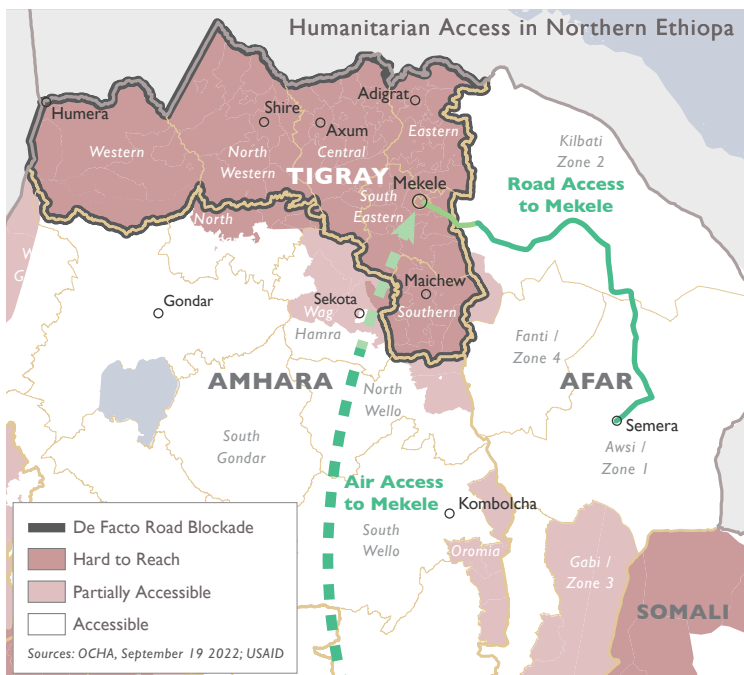 Humanitarian Access in Northern Ethiopa
Humera
Shire
Axum
Adigrat
Eastern
Western
North
Western
Central
TIGRAY
Kilbati
Zone 2
Mekele
South
Eastern
Road Access
to Mekele
North
Gondar
Sekota
Wag
Hamra
Maichew
Southern
Fanti /
Zone 4
AMHARA
AFAR
North
Wello
Semera
South
Gondar
Awsi /
Zone 1
Air Access
to Mekele
Kombolcha
South
Wello
Oromia
Gabi /
Zone 3
SOMALI
De Facto Road Blockade
Hard to Reach
Partially Accessible
Accessible
Sources: OCHA, September 19 2022; USAID